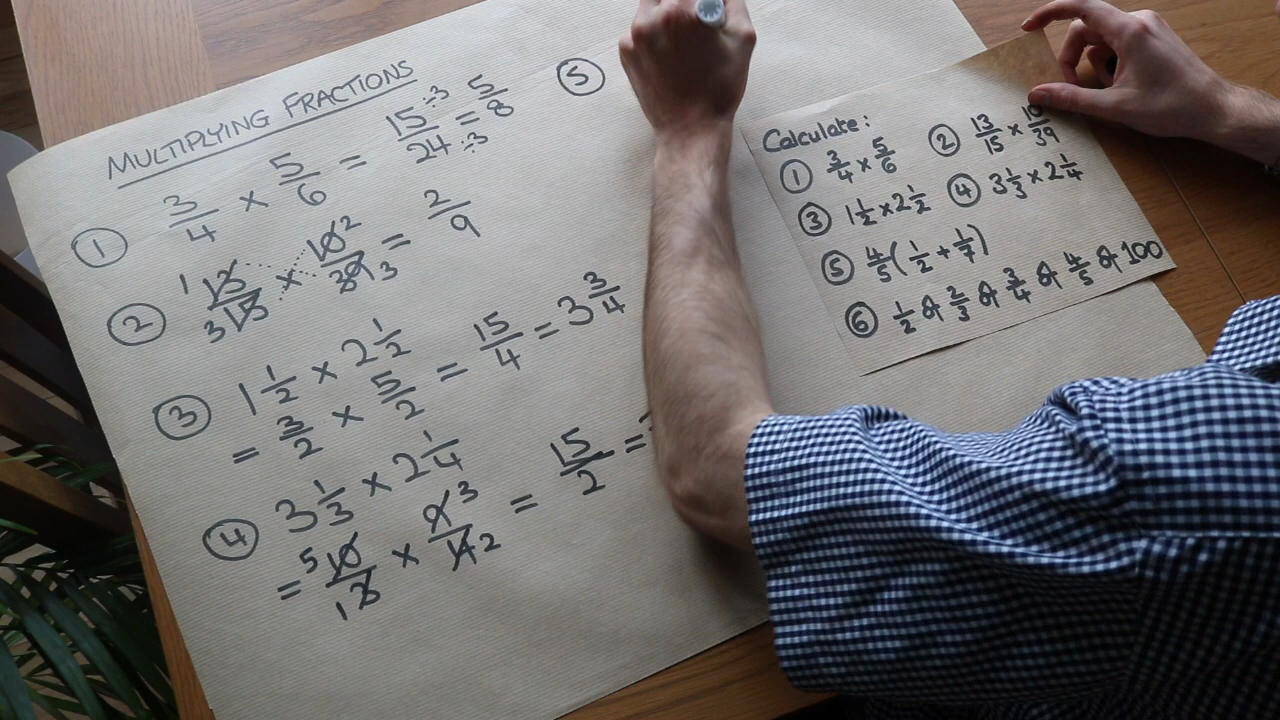 MULTIPLYING FRACTIONS
① 3/4 × 5/6 = 15/24 ÷3 ÷3 = 5/8
② 1 13/15 3 × 10/39 2 3 = 2/9
③ 1 1/2 × 2 1/2
= 3/2 × 5/2 = 15/4 = 3 3/4
④ 3 1/3 × 2 1/4
= 5 10/3 1 × 9/4 3 2 = 15/2 =
⑤
Calculate:
① 3/4 × 5/6 ② 13/15 × 10/39
③ 1 1/2 × 2 1/2 ④ 3 1/3 × 2 1/4
⑤ 4/5 ( 1/2 + 1/7 )
⑥ 1/2 of 2/3 of 3/4 of 4/5 of 100